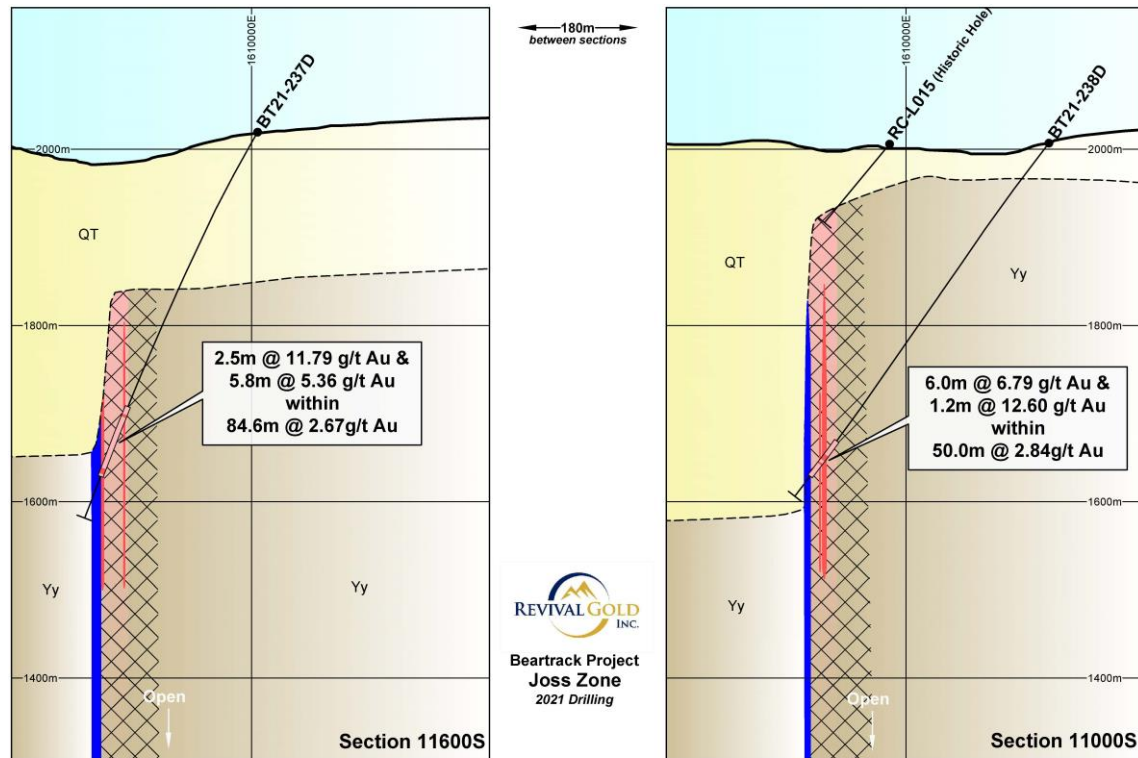 1610000E
BT21-237D
2000m
QT
1800m
2.5m @ 11.79 g/t Au &
5.8m @ 5.36 g/t Au
within
84.6m @ 2.67g/t Au
1600m
Yy
Yy
1400m
Open
Section 11600S
180m
between sections
REVIVAL GOLD
INC.
Beartrack Project
Joss Zone
2021 Drilling
1610000E
RC-L015 (Historic Hole)
BT21-238D
2000m
QT
Yy
1800m
6.0m @ 6.79 g/t Au &
1.2m @ 12.60 g/t Au
within
50.0m @ 2.84g/t Au
1600m
Yy
1400m
Open
Section 11000S